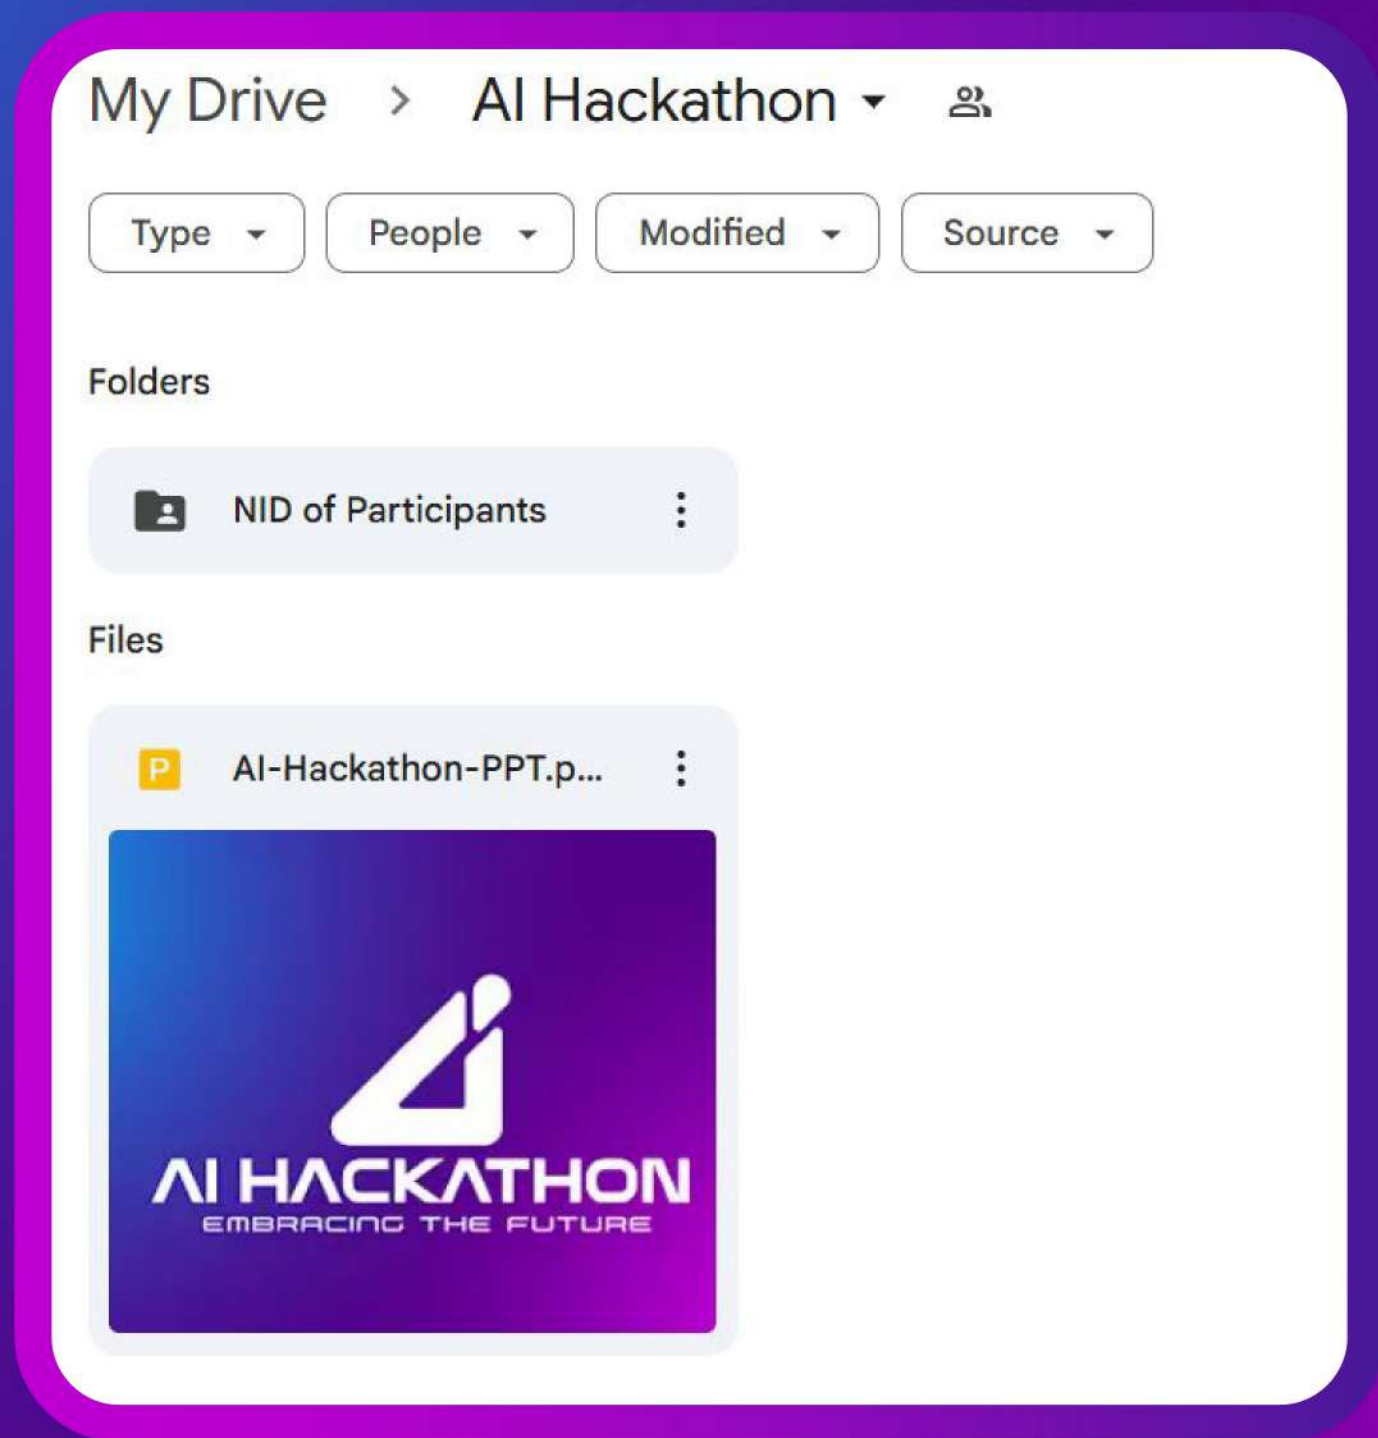 My Drive > AI Hackathon
Type People Modified Source
Folders
NID of Participants
Files
P AI-Hackathon-PPT.p...
AI HACKATHON
EMBRACING THE FUTURE